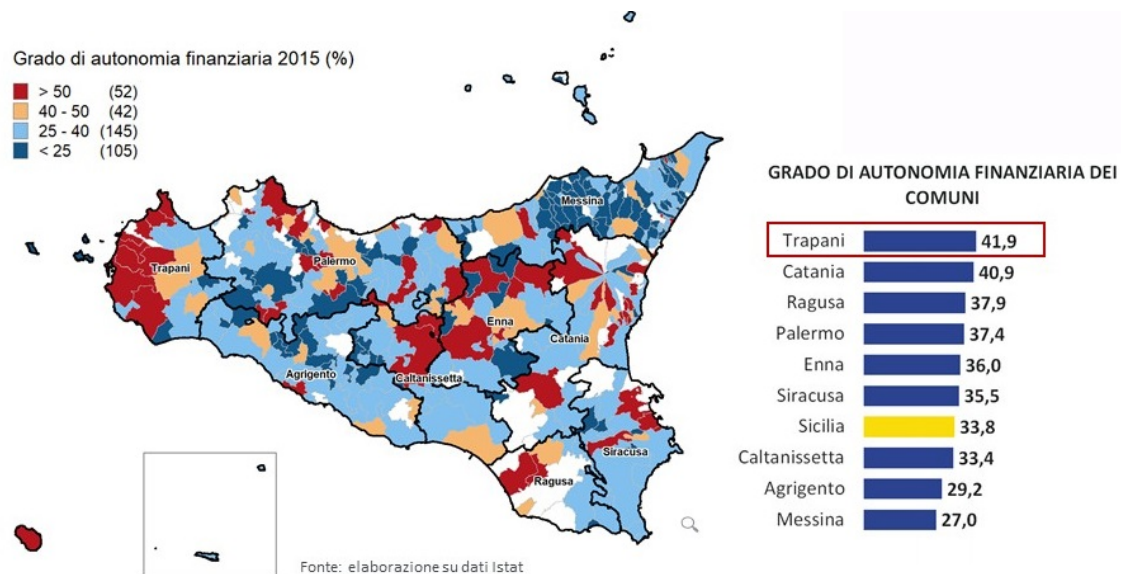 Grado di autonomia finanziaria 2015 (%)
> 50 (52)
40 - 50 (42)
25 - 40 (145)
< 25 (105)
Messina
Trapani
Palermo
Enna
Catania
Agrigento
Caltanissetta
Siracusa
Ragusa
Fonte: elaborazione su dati Istat
GRADO DI AUTONOMIA FINANZIARIA DEI
COMUNI
Trapani 41,9
Catania 40,9
Ragusa 37,9
Palermo 37,4
Enna 36,0
Siracusa 35,5
Sicilia 33,8
Caltanissetta 33,4
Agrigento 29,2
Messina 27,0